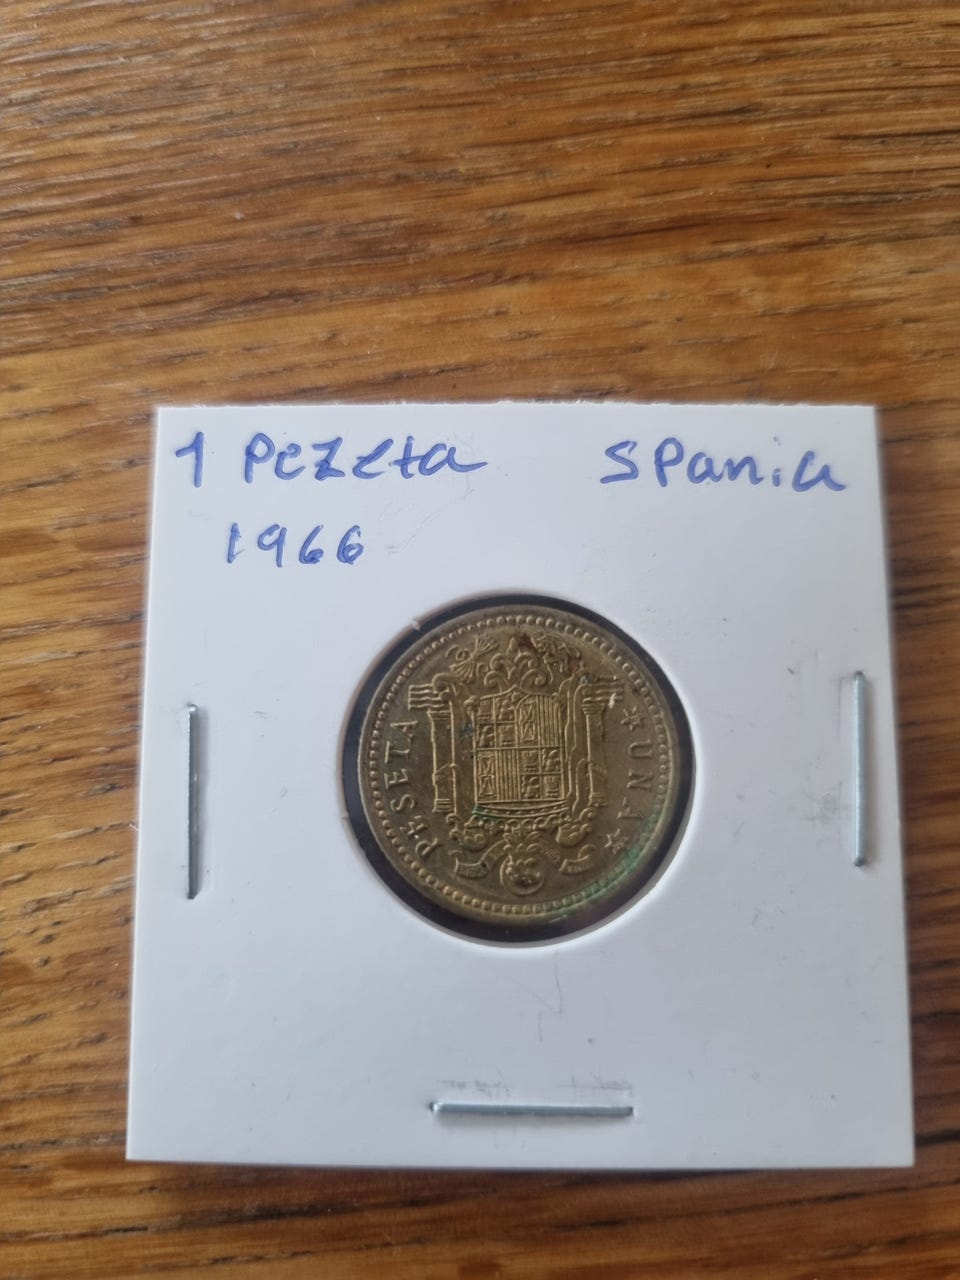 1 Pezeta Spania
1966
UNA
PESETA